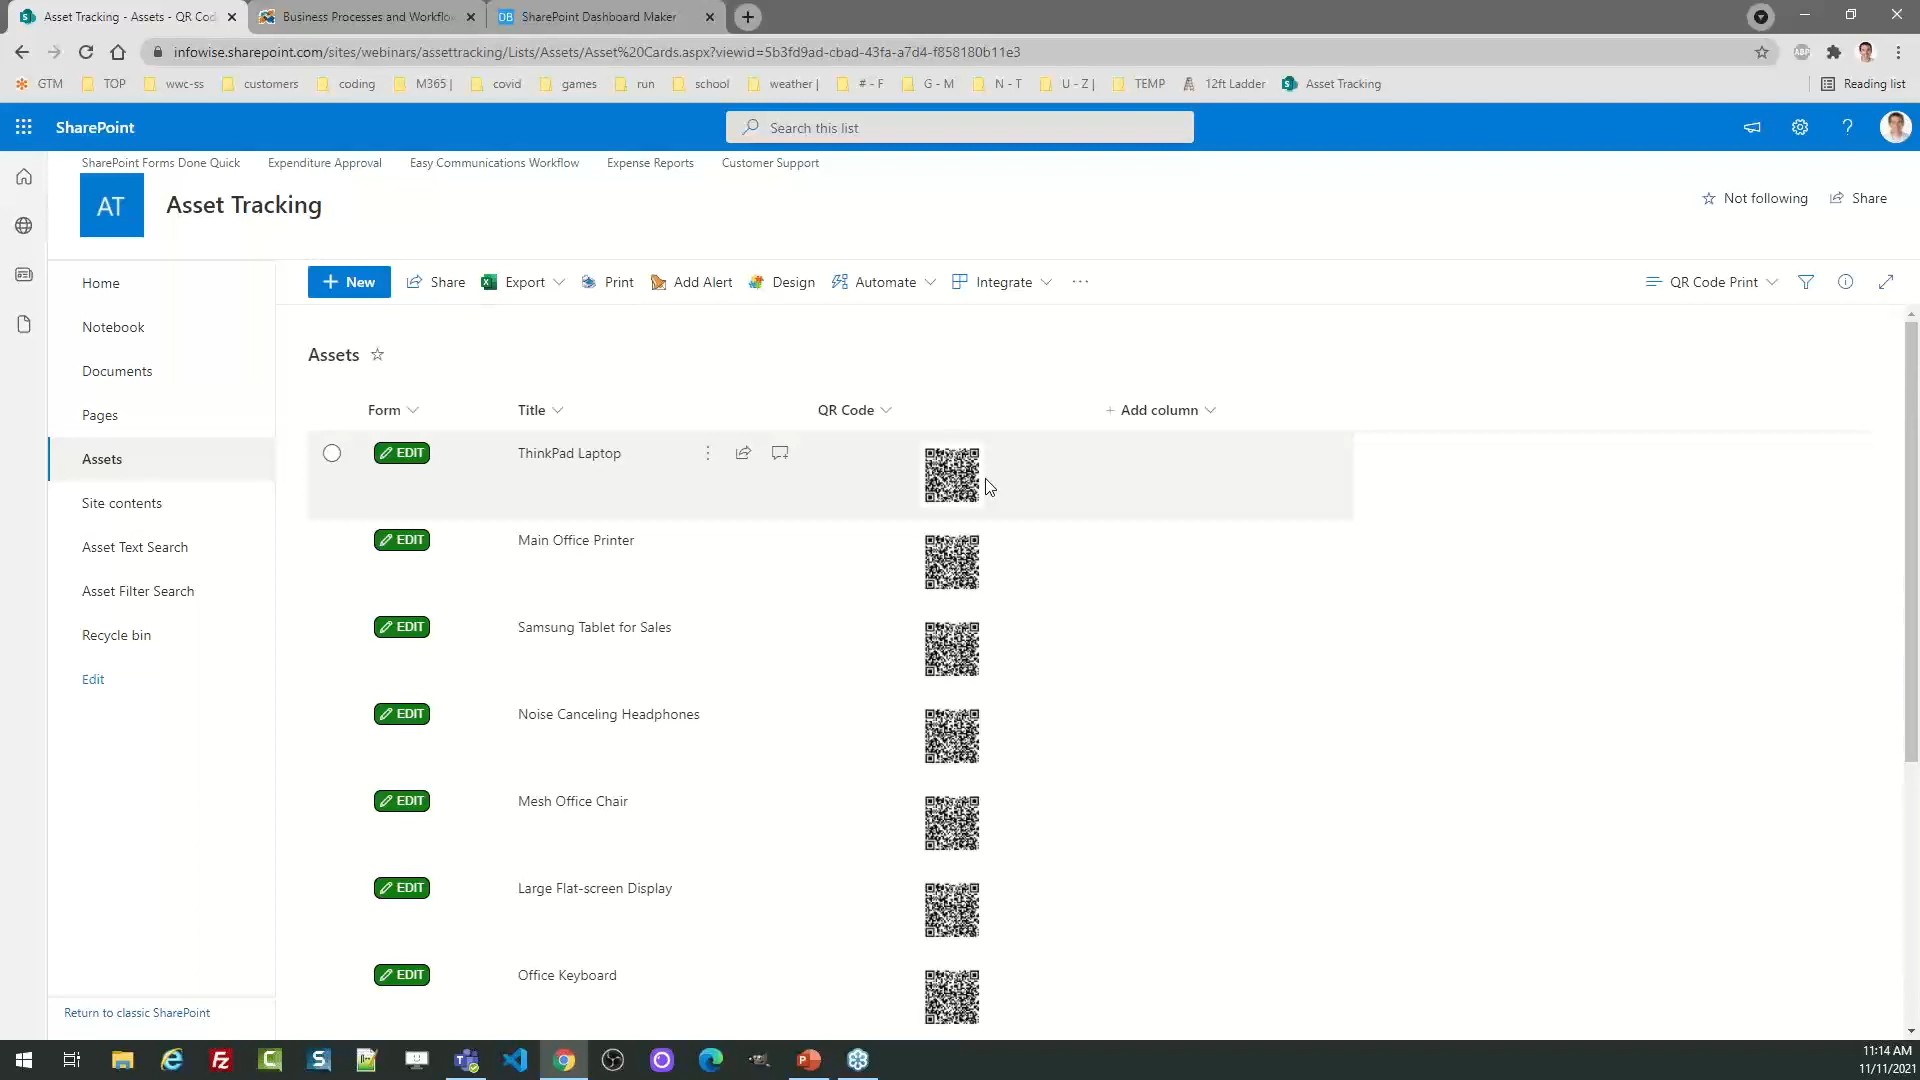 Asset Tracking - Assets - QR Cod
Business Processes and Workflo
DB SharePoint Dashboard Maker
infowise.sharepoint.com/sites/webinars/assettracking/Lists/Assets/Asset%20Cards.aspx?viewid=5b3fd9ad-cbad-43fa-a7d4-f858180b11e3
ABP
GTM TOP wwc-ss customers coding M365 | covid games run school weather | # - F G - M N - T U - Z | TEMP 12ft Ladder Asset Tracking Reading list
SharePoint
Search this list
SharePoint Forms Done Quick Expenditure Approval Easy Communications Workflow Expense Reports Customer Support
AT Asset Tracking
Not following Share
Home
Notebook
Documents
Pages
Assets
Site contents
Asset Text Search
Asset Filter Search
Recycle bin
Edit
Return to classic SharePoint
New Share Export Print Add Alert Design Automate Integrate QR Code Print
Assets
Form Title QR Code Add column
EDIT ThinkPad Laptop
EDIT Main Office Printer
EDIT Samsung Tablet for Sales
EDIT Noise Canceling Headphones
EDIT Mesh Office Chair
EDIT Large Flat-screen Display
EDIT Office Keyboard
11:14 AM
11/11/2021